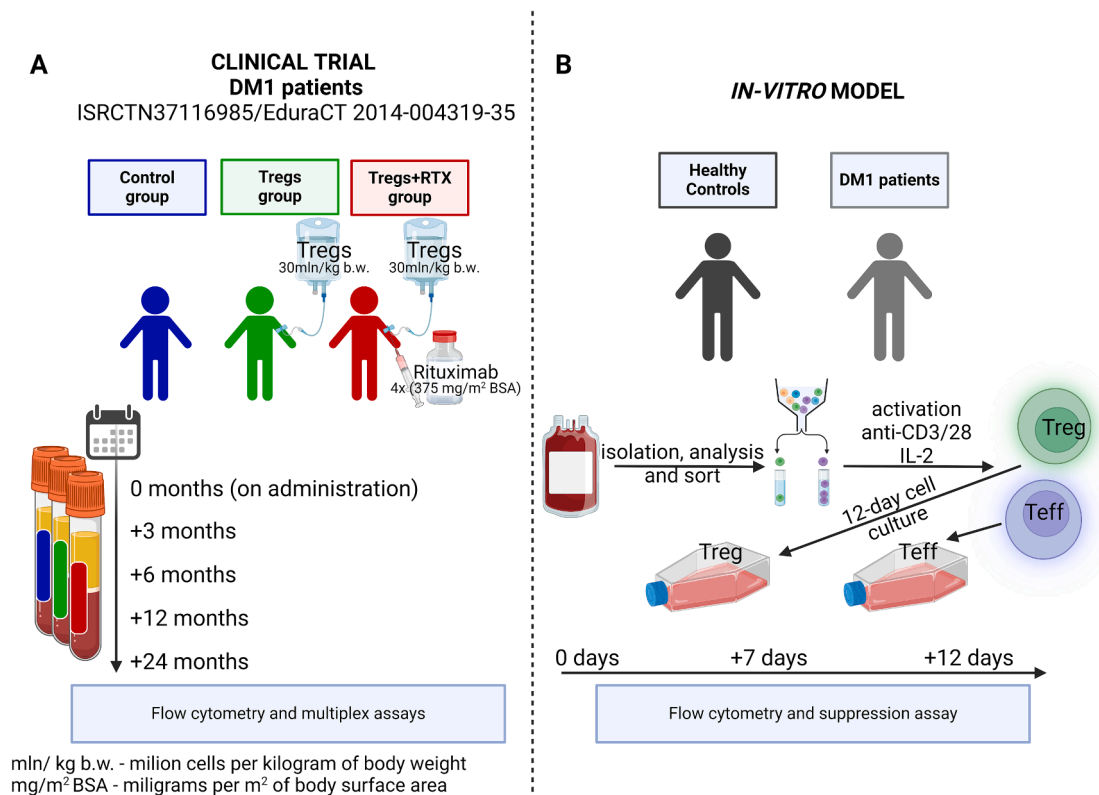 A
CLINICAL TRIAL
DM1 patients
ISRCTN37116985/EduraCT 2014-004319-35
Control
group
Tregs
group
Tregs+RTX
group
Tregs
30mln/kg b.w.
Tregs
30mln/kg b.w.
Rituximab
4x (375 mg/m² BSA)
0 months (on administration)
+3 months
+6 months
+12 months
+24 months
Flow cytometry and multiplex assays
mln/ kg b.w. - milion cells per kilogram of body weight
mg/m² BSA - miligrams per m² of body surface area
B
IN-VITRO MODEL
Healthy
Controls
DM1 patients
isolation, analysis
and sort
activation
anti-CD3/28
IL-2
Treg
Teff
12-day cell
culture
Treg
Teff
0 days
+7 days
+12 days
Flow cytometry and suppression assay